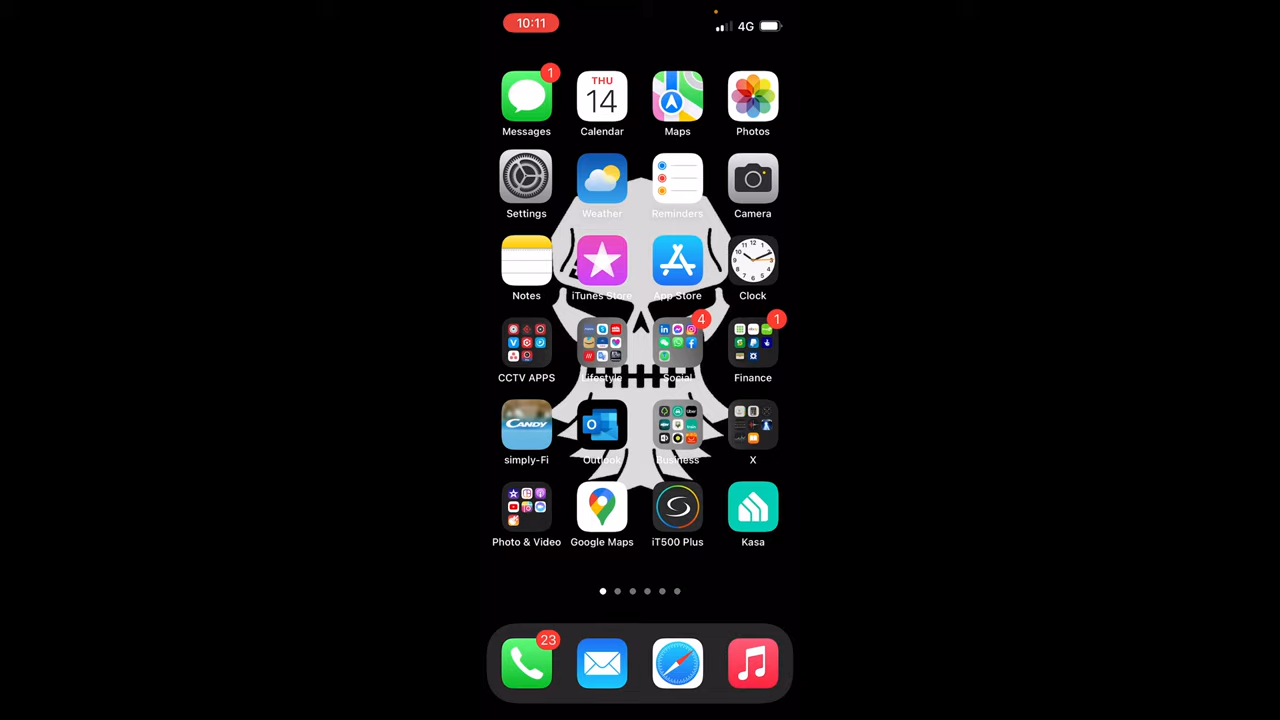 10:11
4G
1
THU
14
Messages
Calendar
Maps
Photos
Settings
Weather
Reminders
Camera
12
Notes
iTunes Store
App Store
Clock
4
1
CCTV APPS
Lifestyle
Social
Finance
CANDY
O
Uber
simply-Fi
Outlook
Business
X
Photo & Video
Google Maps
iT500 Plus
Kasa
23